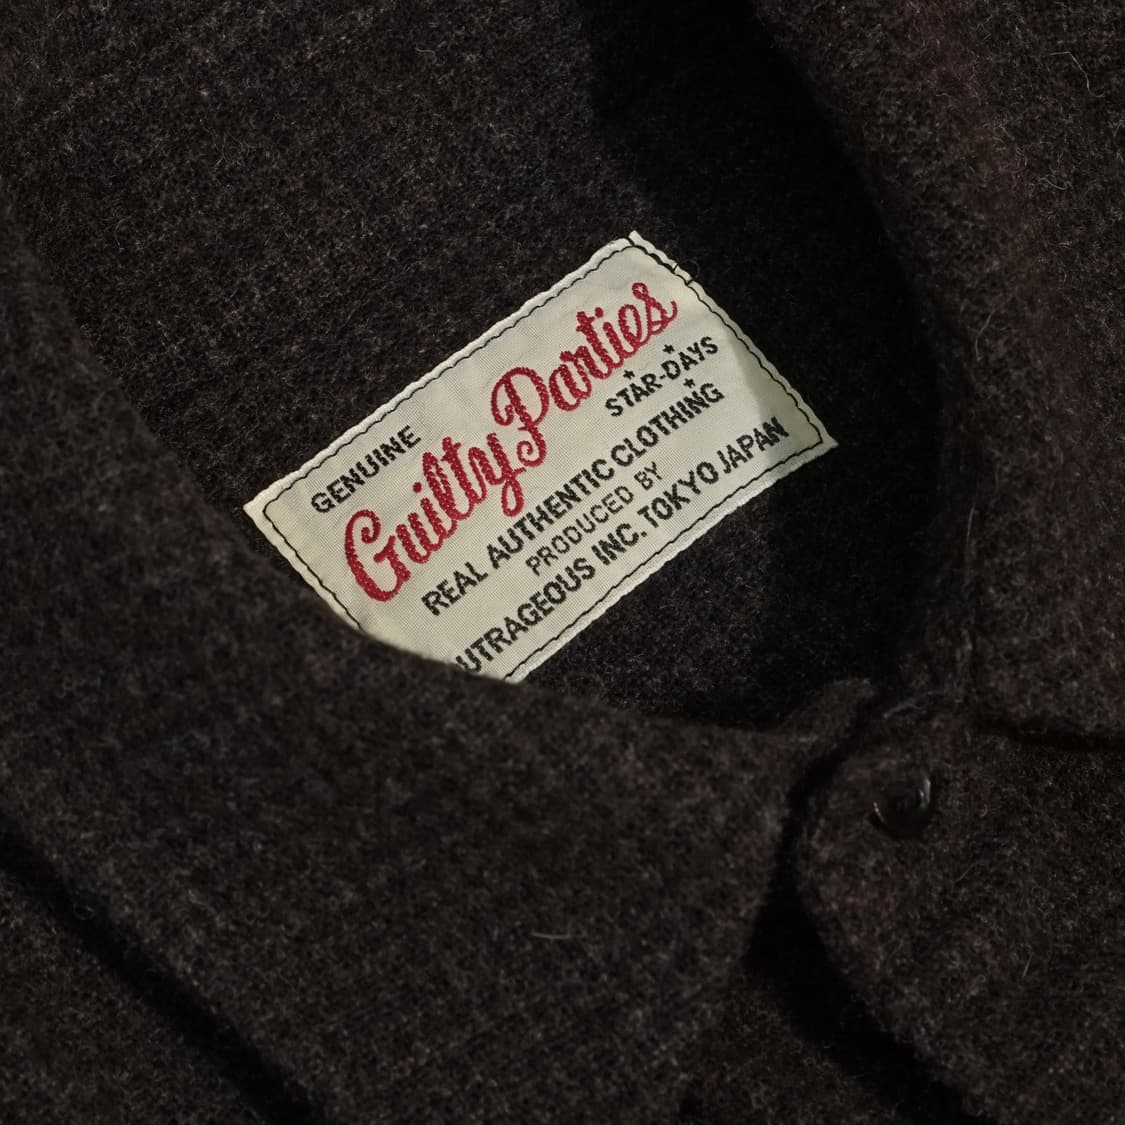 GENUINE
Guilty Parties
STAR-DAYS
REAL AUTHENTIC CLOTHING
PRODUCED BY
UTRAGEOUS INC. TOKYO JAPAN